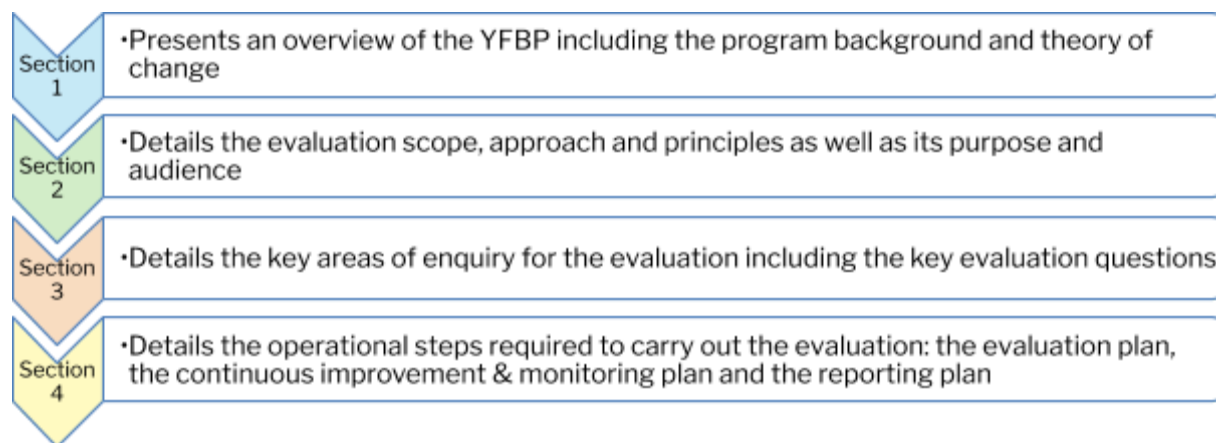 Section
1
•Presents an overview of the YFBP including the program background and theory of
change
Section
2
•Details the evaluation scope, approach and principles as well as its purpose and
audience
Section
3
•Details the key areas of enquiry for the evaluation including the key evaluation questions
Section
4
•Details the operational steps required to carry out the evaluation: the evaluation plan,
the continuous improvement & monitoring plan and the reporting plan